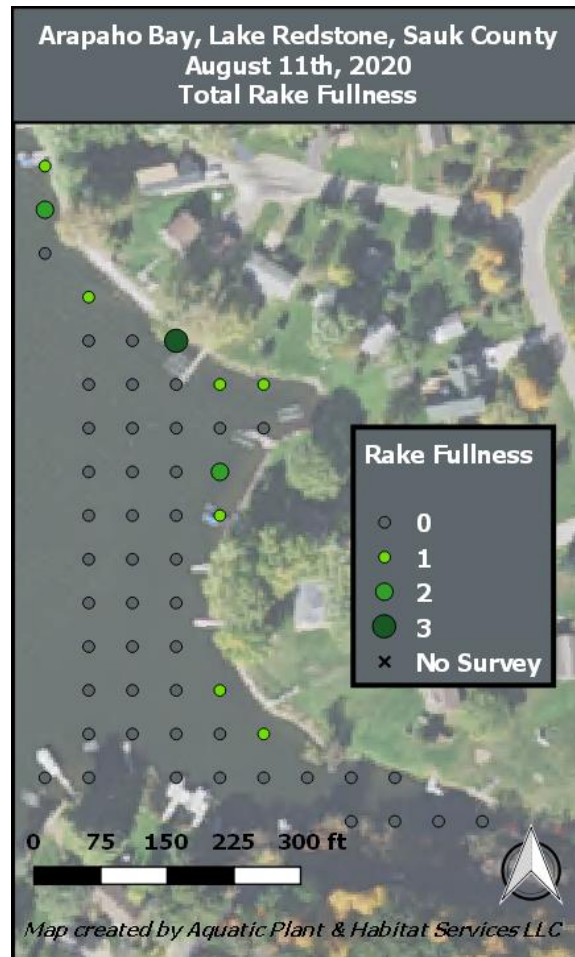 Arapaho Bay, Lake Redstone, Sauk County
August 11th, 2020
Total Rake Fullness
Rake Fullness
0
1
2
3
No Survey
0 75 150 225 300 ft
Map created by Aquatic Plant & Habitat Services LLC